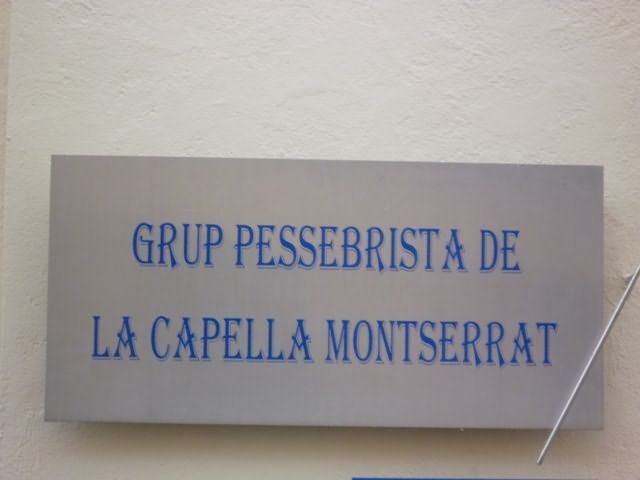 GRUP PESSEBRISTA DE
LA CAPELLA MONTSERRAT